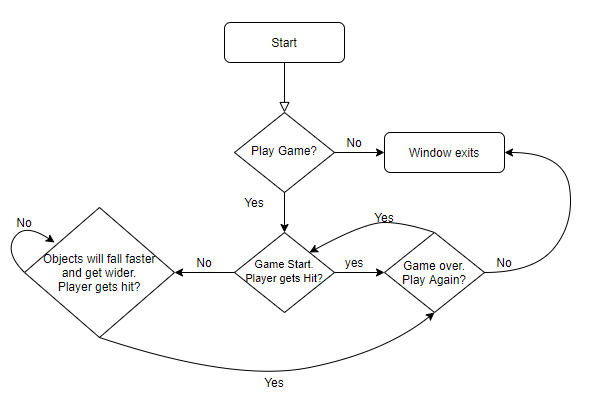 Start
Play Game?
No
Window exits
Yes
No
Objects will fall faster
and get wider.
Player gets hit?
No
Game Start.
Player gets Hit?
yes
Yes
Game over.
Play Again?
No
Yes